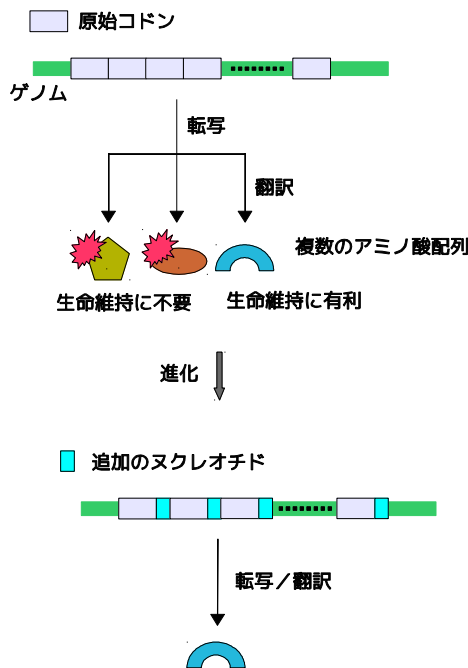 原始コドン
ゲノム
転写
翻訳
複数のアミノ酸配列
生命維持に不要
生命維持に有利
進化
追加のヌクレオチド
転写／翻訳